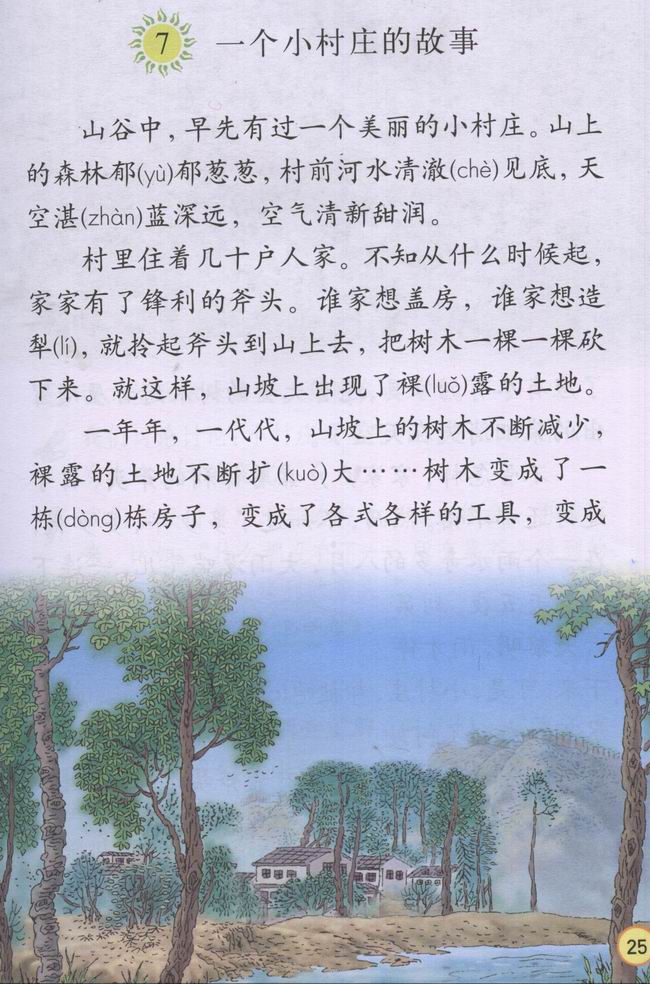 7 一个小村庄的故事
山谷中，早先有过一个美丽的小村庄。山上
的森林郁(yù)郁葱葱，村前河水清澈(chè)见底，天
空湛(zhàn)蓝深远，空气清新甜润。
村里住着几十户人家。不知从什么时候起，
家家有了锋利的斧头。谁家想盖房，谁家想造
犁(lí)，就拎起斧头到山上去，把树木一棵一棵砍
下来。就这样，山坡上出现了裸(luǒ)露的土地。
一年年，一代代，山坡上的树木不断减少，
裸露的土地不断扩(kuò)大……树木变成了一
栋(dòng)栋房子，变成了各式各样的工具，变成
25